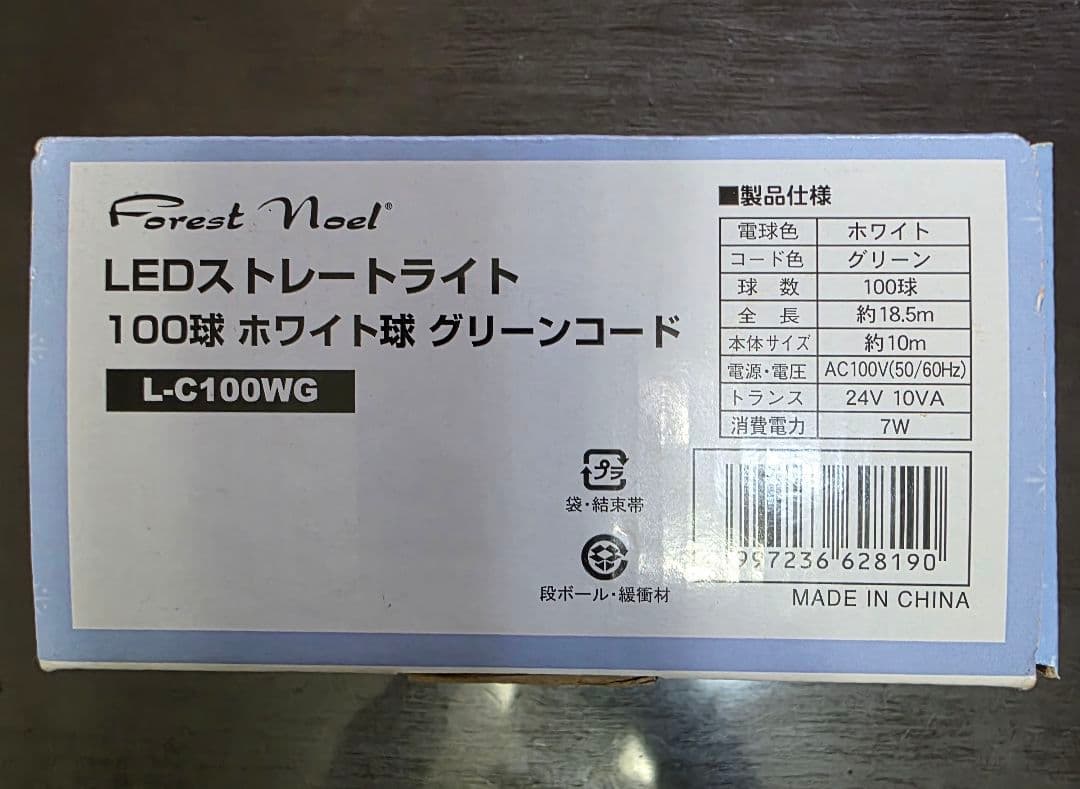 Forest Noel®
LEDストレートライト
100球 ホワイト球 グリーンコード
L-C100WG
■製品仕様
電球色 ホワイト
コード色 グリーン
球 数 100球
全 長 約18.5m
本体サイズ 約10m
電源・電圧 AC100V(50/60Hz)
トランス 24V 10VA
消費電力 7W
プラ
袋・結束帯
段ボール・緩衝材
997236 628190
MADE IN CHINA